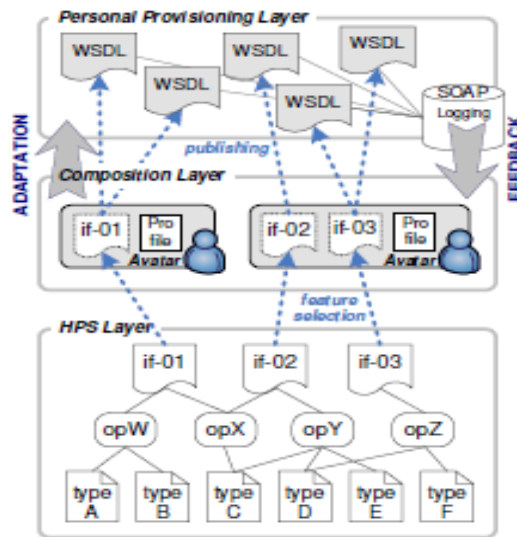 Personal Provisioning Layer
WSDL
WSDL
WSDL
WSDL
WSDL
SOAP
Logging
publishing
ADAPTATION
FEEDBACK
Composition Layer
if-01
Pro
file
Avatar
if-02
if-03
Pro
file
Avatar
feature
selection
HPS Layer
if-01
if-02
if-03
opW
opX
opY
opZ
type
A
type
B
type
C
type
D
type
E
type
F